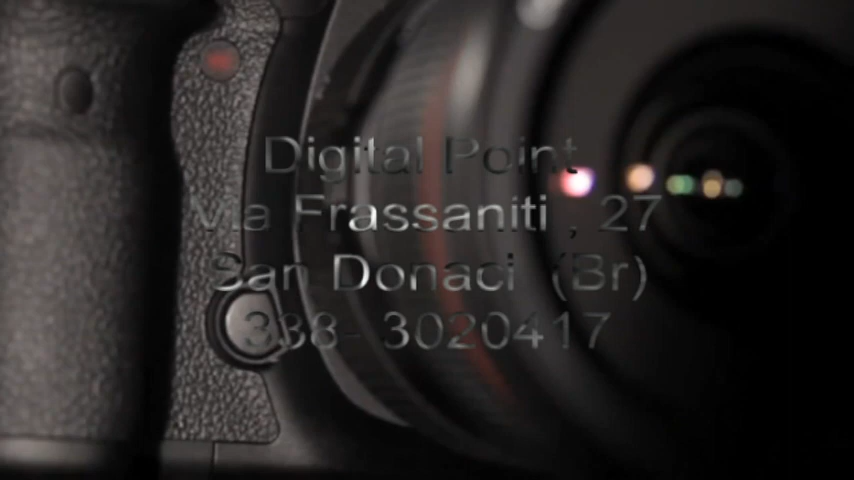 Digital Point
via Frassaniti , 27
San Donaci (Br)
338- 3020417